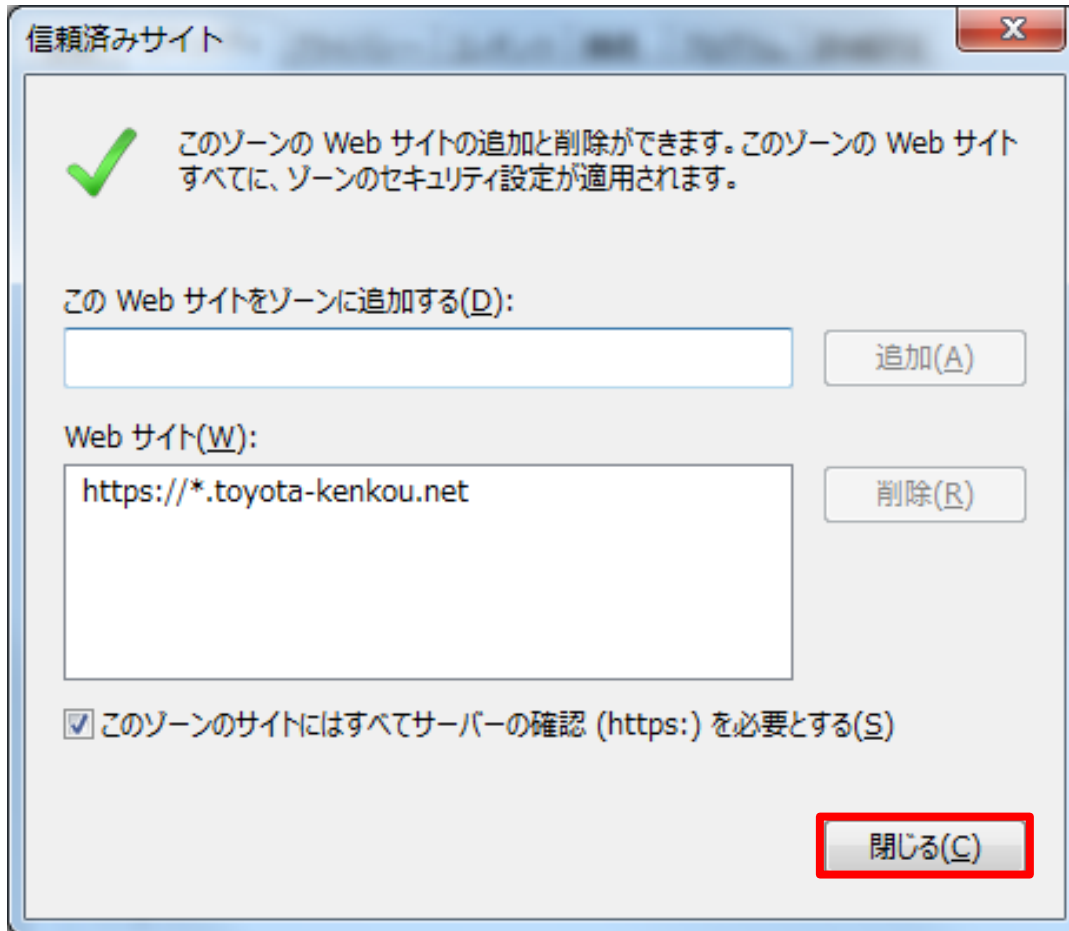 信頼済みサイト
このゾーンの Web サイトの追加と削除ができます。このゾーンの Web サイト
すべてに、ゾーンのセキュリティ設定が適用されます。
この Web サイトをゾーンに追加する(D):
追加(A)
Web サイト(W):
https://*.toyota-kenkou.net
削除(R)
このゾーンのサイトにはすべてサーバーの確認 (https:) を必要とする(S)
閉じる(C)